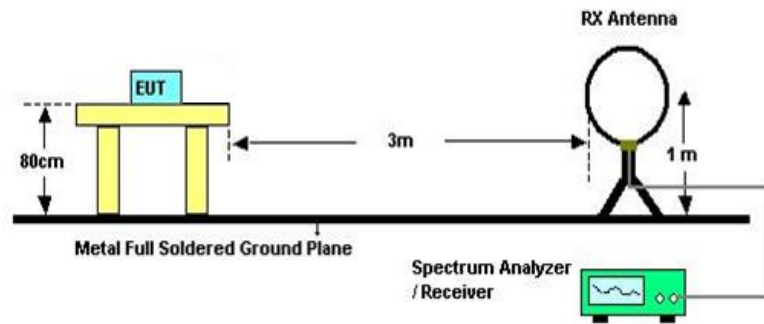 RX Antenna
EUT
3m
80cm
1 m
Metal Full Soldered Ground Plane
Spectrum Analyzer
/ Receiver